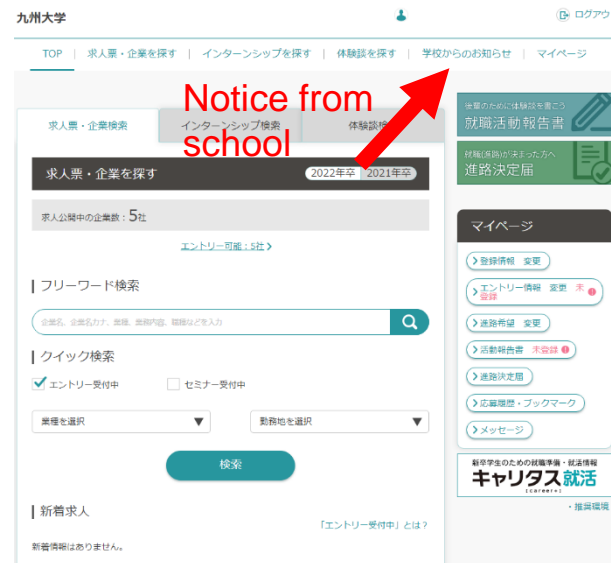 九州大学
ログアウ
TOP | 求人票・企業を探す | インターンシップを探す | 体験談を探す | 学校からのお知らせ | マイページ
Notice from
school
求人票・企業検索
インターンシップ検索
体験談検
求人票・企業を探す
2022年卒 2021年卒
求人公開中の企業数：5社
エントリー可能：5社
フリーワード検索
企業名、企業名カナ、業種、業務内容、職種などを入力
クイック検索
エントリー受付中
セミナー受付中
業種を選択
勤務地を選択
検索
新着求人
「エントリー受付中」とは？
新着情報はありません。
後輩のために体験談を書こう
就職活動報告書
就職(進路)が決まった方へ
進路決定届
マイページ
登録情報 変更
エントリー情報 変更 未
登録
進路希望 変更
活動報告書 未登録
進路決定届
応募履歴・ブックマーク
メッセージ
新卒学生のための就職準備・就活情報
キャリタス就活
[career+]
・推奨環境